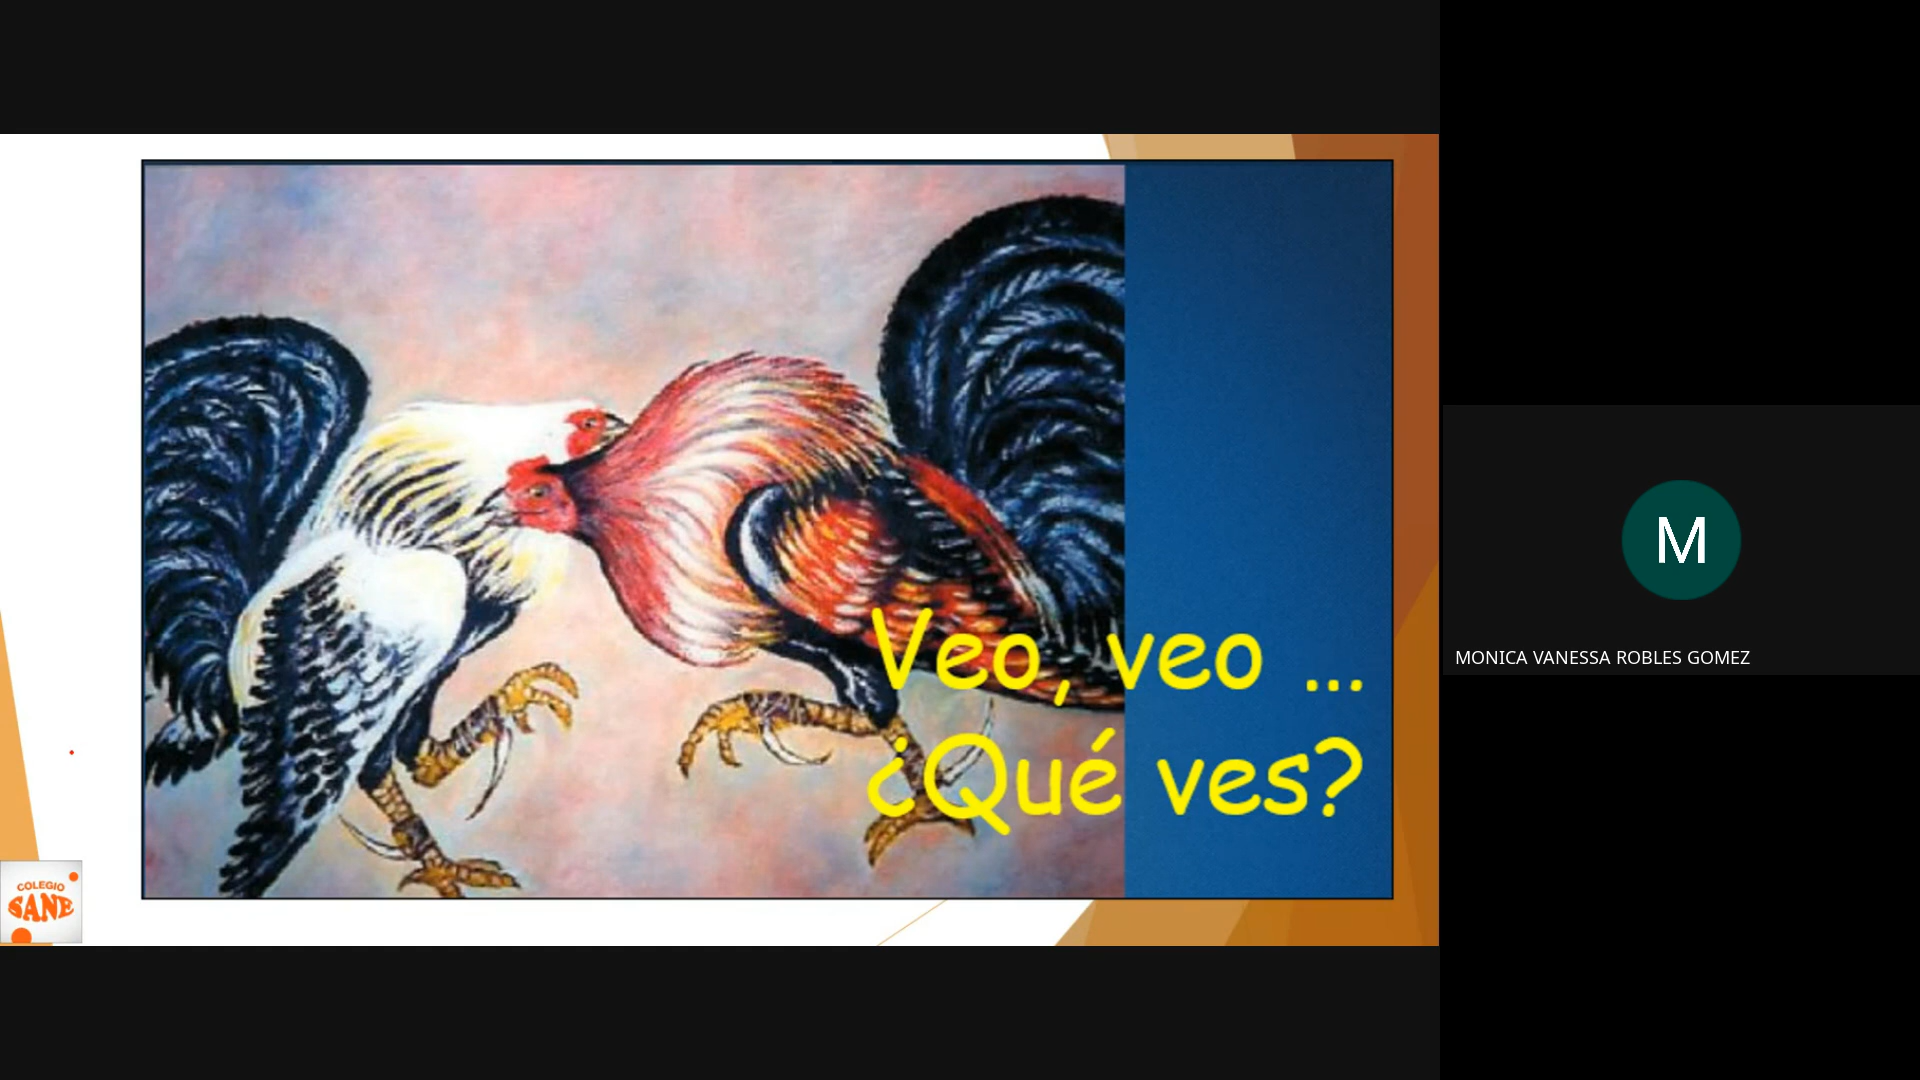 Veo, veo ...
¿Qué ves?
COLEGIO
SANE
M
MONICA VANESSA ROBLES GOMEZ